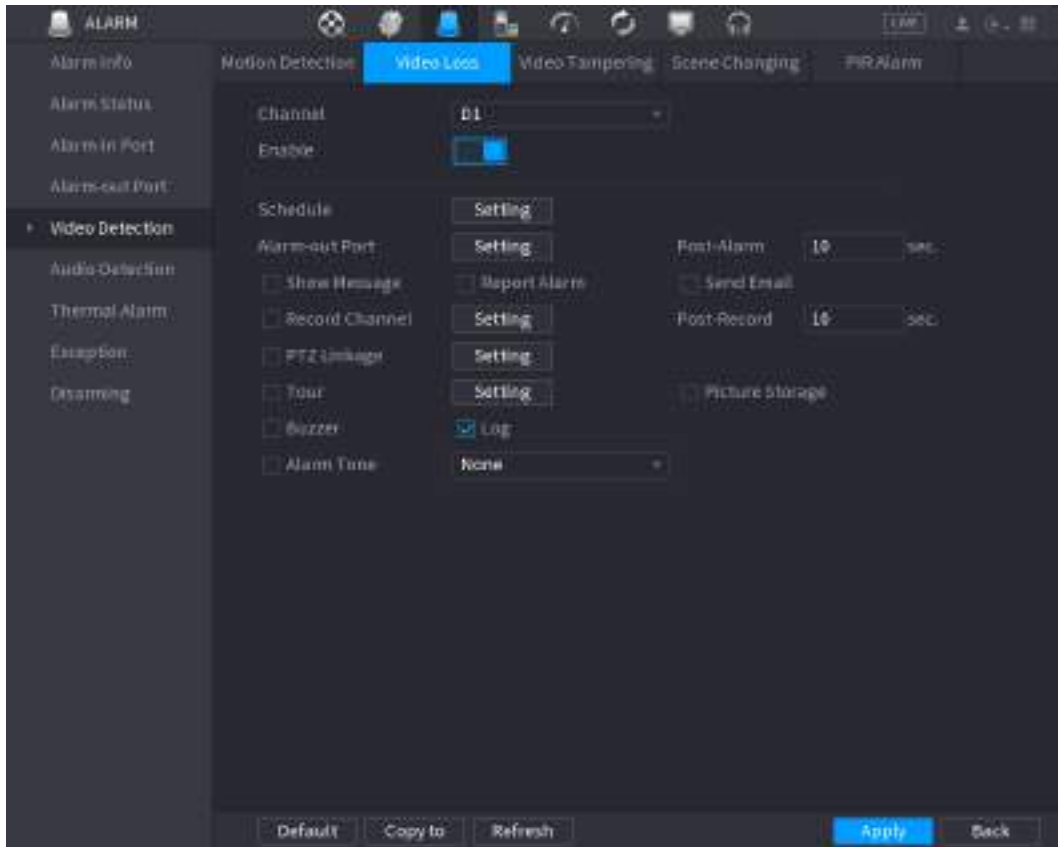 ALARM
LIVE
Alarm Info
Alarm Status
Alarm-in Port
Alarm-out Port
Video Detection
Audio Detection
Thermal Alarm
Exception
Disarming
Motion Detection Video Loss Video Tampering Scene Changing PIR Alarm
Channel D1
Enable
Schedule Setting
Alarm-out Port Setting Post-Alarm 10 sec.
Show Message Report Alarm Send Email
Record Channel Setting Post-Record 10 sec.
PTZ Linkage Setting
Tour Setting Picture Storage
Buzzer Log
Alarm Tone None
Default Copy to Refresh Apply Back